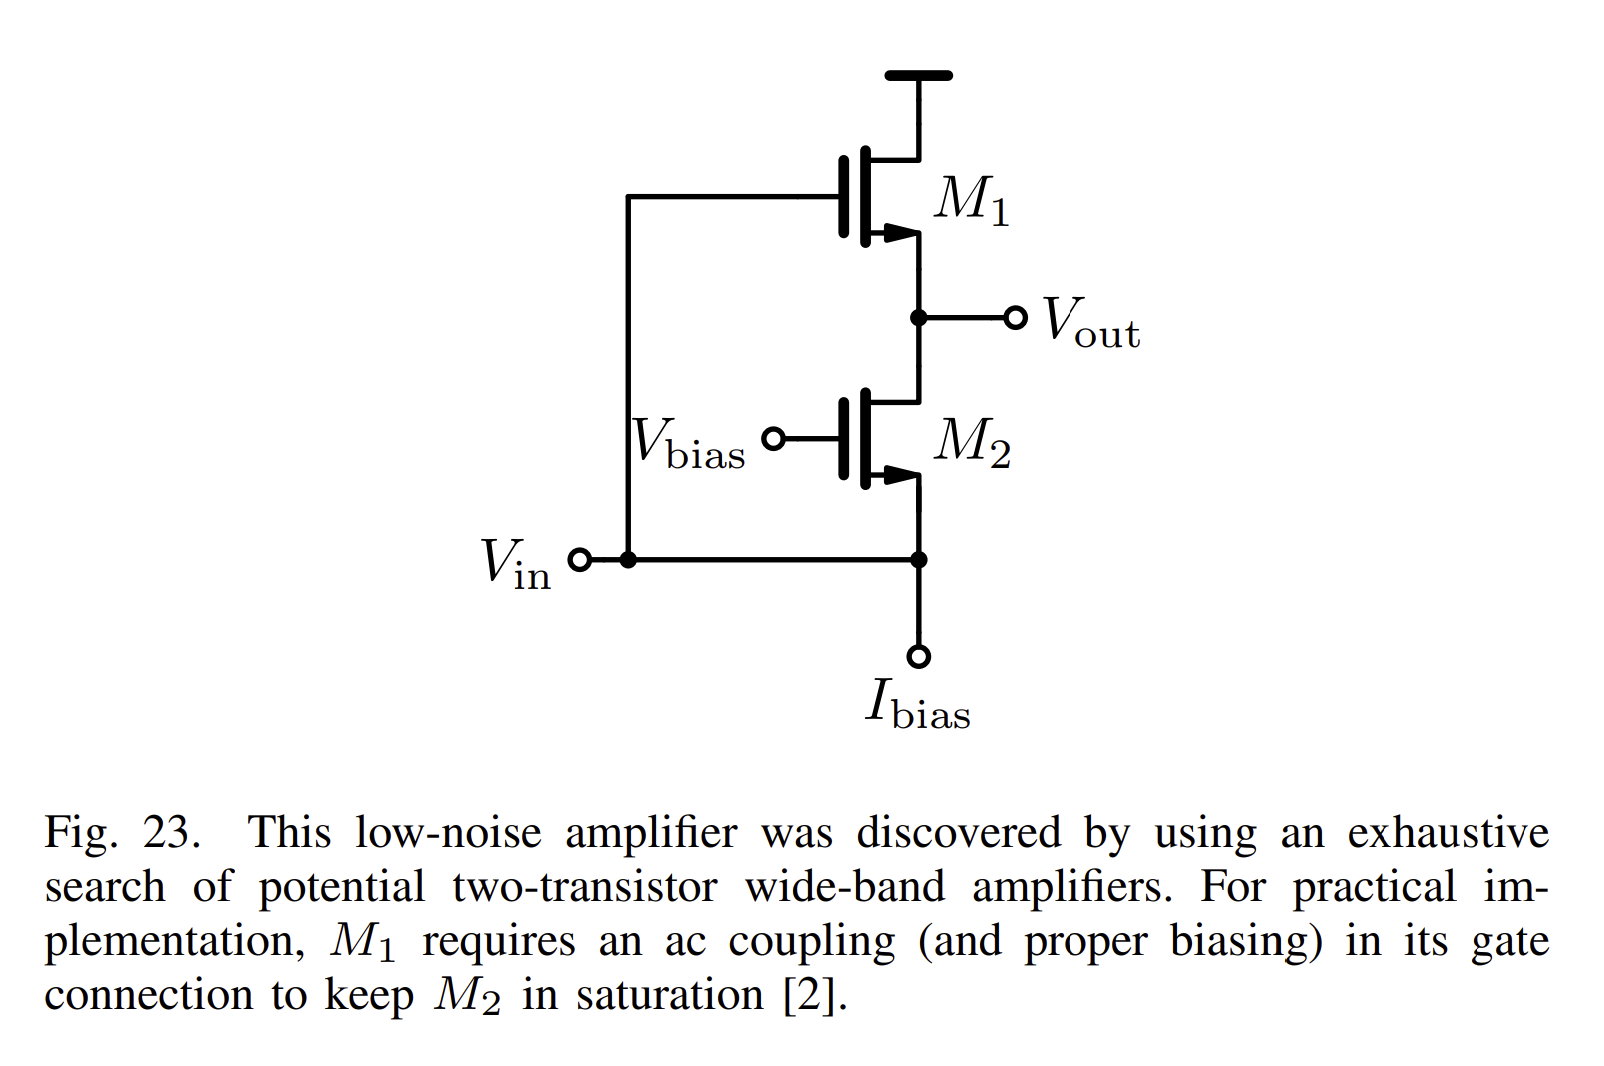 M1
Vout
Vbias
M2
Vin
Ibias
Fig. 23. This low-noise amplifier was discovered by using an exhaustive
search of potential two-transistor wide-band amplifiers. For practical im-
plementation, M1 requires an ac coupling (and proper biasing) in its gate
connection to keep M2 in saturation [2].